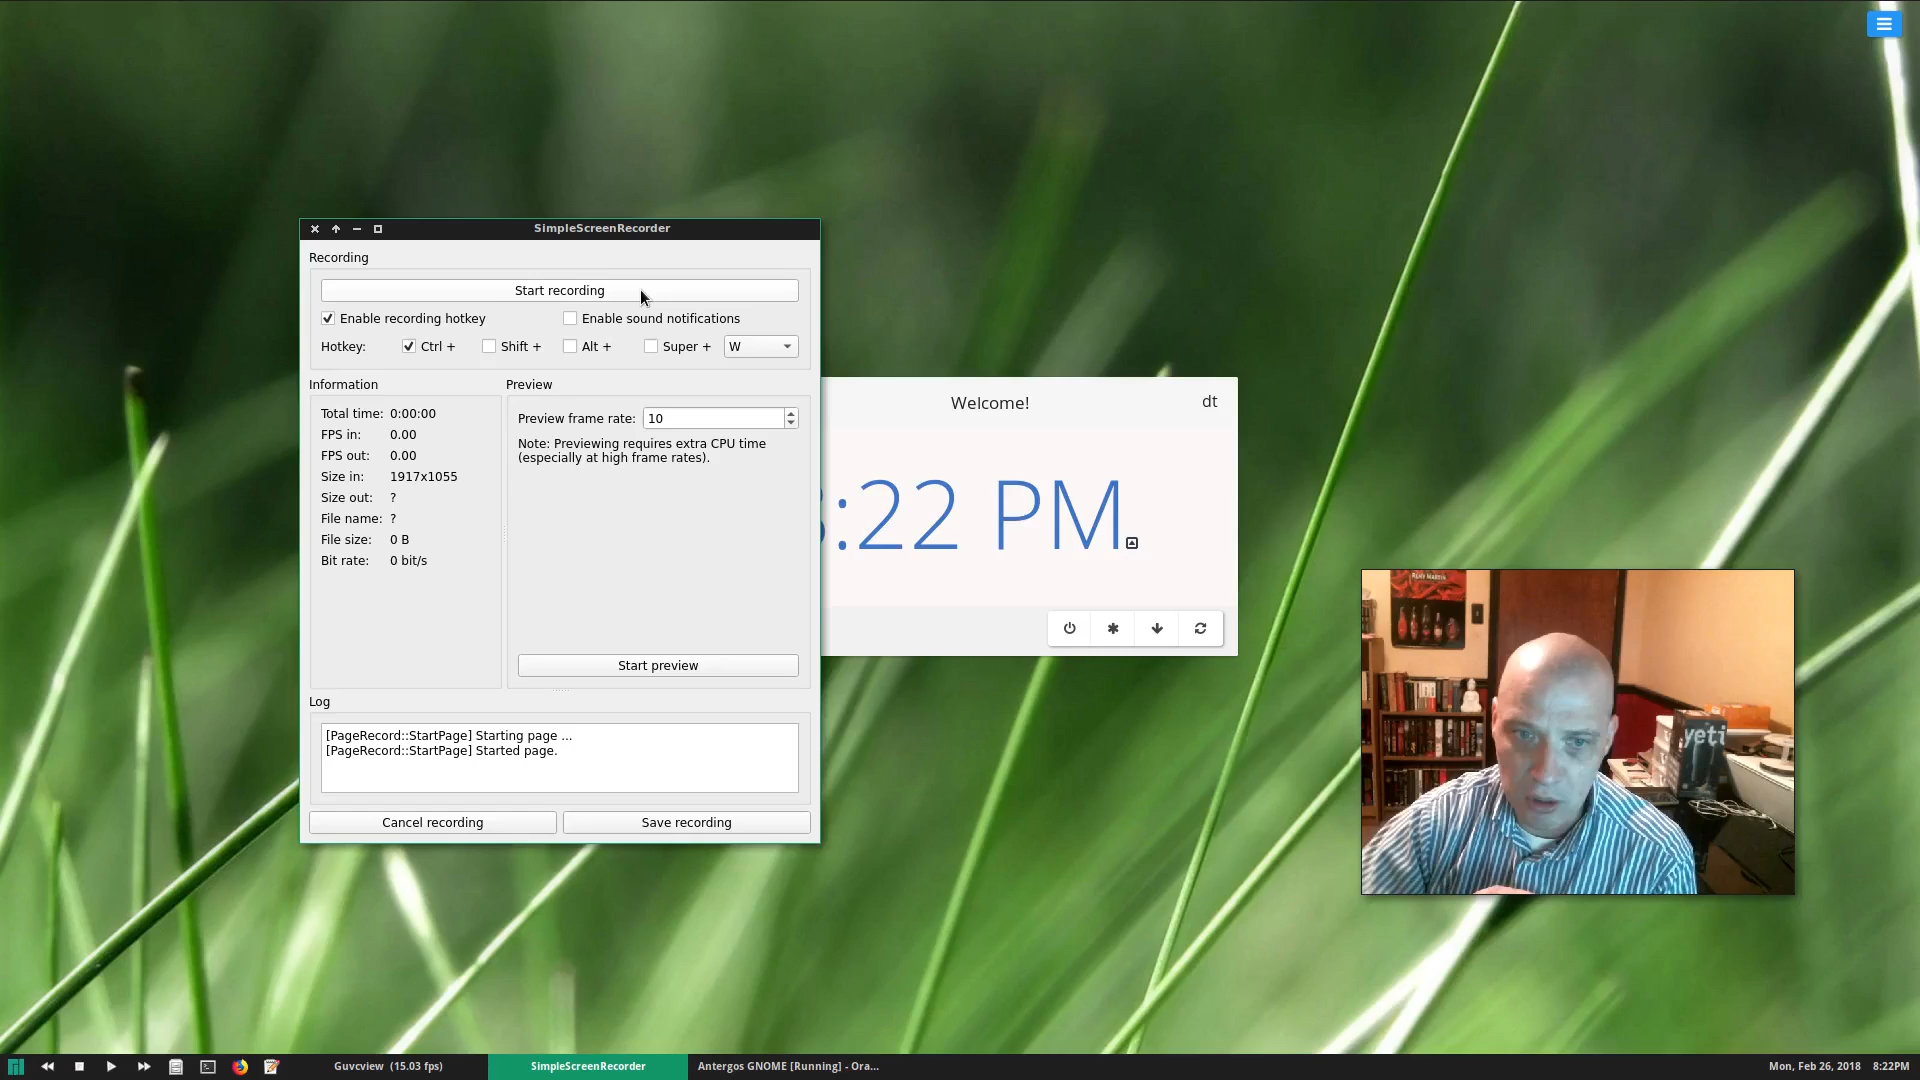 SimpleScreenRecorder
Recording
Start recording
Enable recording hotkey
Enable sound notifications
Hotkey:
Ctrl +
Shift +
Alt +
Super +
W
Information
Total time: 0:00:00
FPS in: 0.00
FPS out: 0.00
Size in: 1917x1055
Size out: ?
File name: ?
File size: 0 B
Bit rate: 0 bit/s
Preview
Preview frame rate: 10
Note: Previewing requires extra CPU time
(especially at high frame rates).
Start preview
Log
[PageRecord::StartPage] Starting page ...
[PageRecord::StartPage] Started page.
Cancel recording
Save recording
Welcome!
dt
:22 PM
REMY MARTIN
yeti
Guvcview (15.03 fps)
SimpleScreenRecorder
Antergos GNOME [Running] - Ora...
Mon, Feb 26, 2018
8:22PM